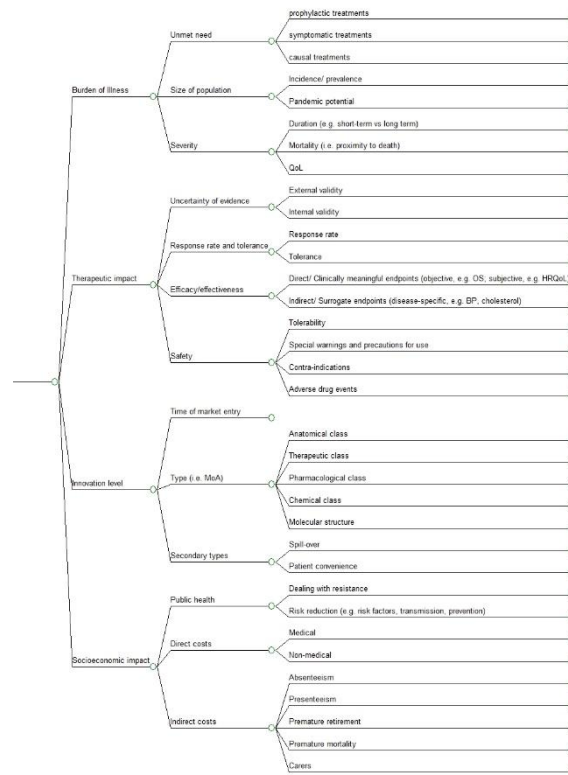 Burden of Illness
Unmet need
prophylactic treatments
symptomatic treatments
causal treatments
Size of population
Incidence/ prevalence
Pandemic potential
Severity
Duration (e.g. short-term vs long term)
Mortality (i.e. proximity to death)
QoL
Therapeutic impact
Uncertainty of evidence
External validity
Internal validity
Response rate and tolerance
Response rate
Tolerance
Efficacy/effectiveness
Direct/ Clinically meaningful endpoints (objective, e.g. OS; subjective, e.g. HRQoL)
Indirect/ Surrogate endpoints (disease-specific, e.g. BP, cholesterol)
Safety
Tolerability
Special warnings and precautions for use
Contra-indications
Adverse drug events
Innovation level
Time of market entry
Type (i.e. MoA)
Anatomical class
Therapeutic class
Pharmacological class
Chemical class
Molecular structure
Secondary types
Spill-over
Patient convenience
Socioeconomic impact
Public health
Dealing with resistance
Risk reduction (e.g. risk factors, transmission, prevention)
Direct costs
Medical
Non-medical
Indirect costs
Absenteeism
Presenteeism
Premature retirement
Premature mortality
Carers